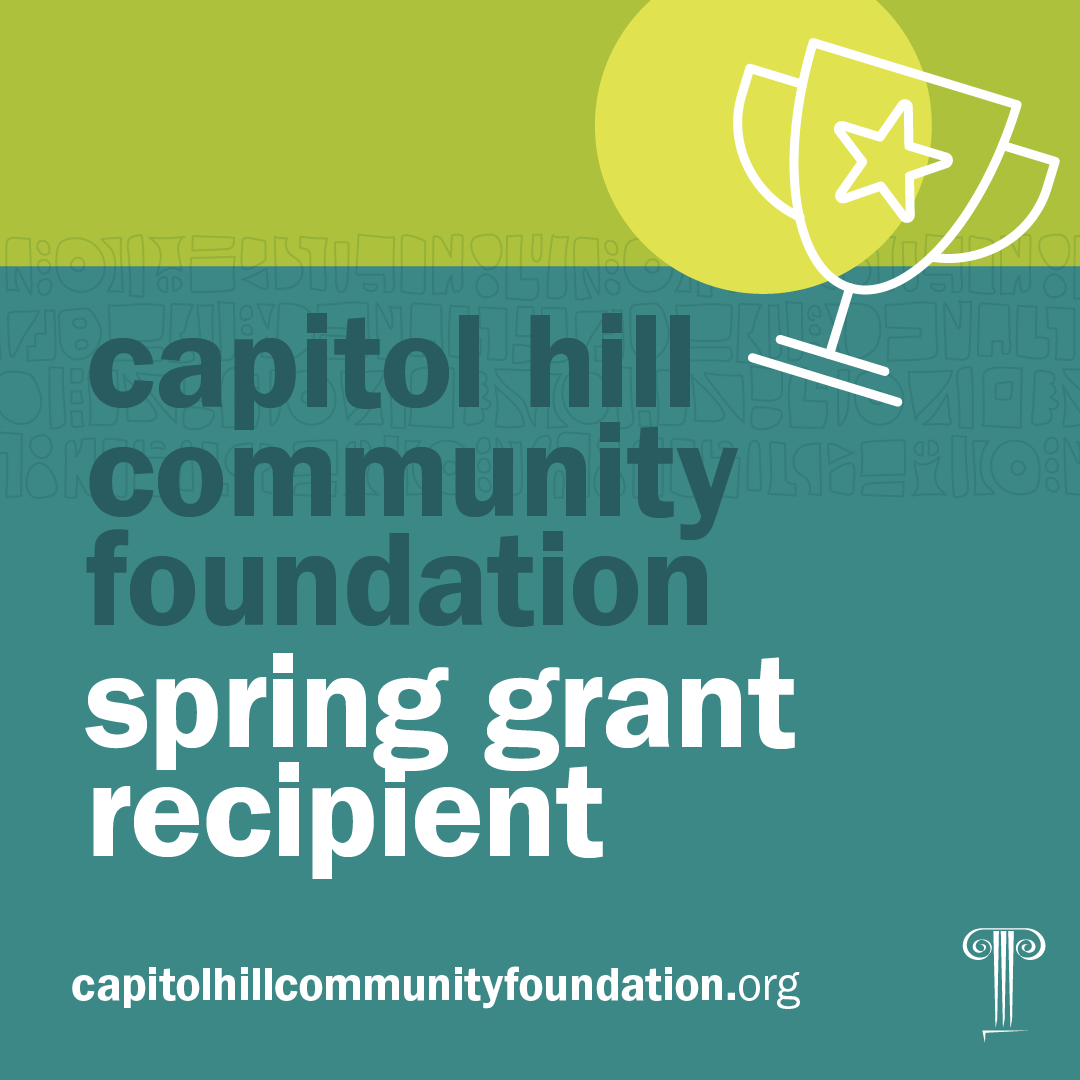 capitol hill
community
foundation
spring grant
recipient
capitolhillcommunityfoundation.org